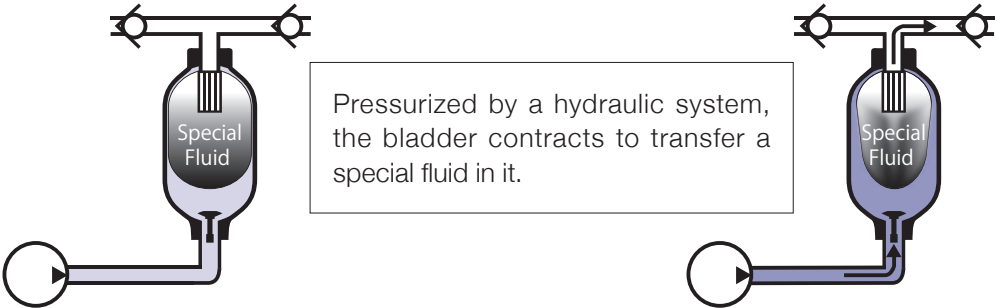 Special
Fluid
Pressurized by a hydraulic system,
the bladder contracts to transfer a
special fluid in it.
Special
Fluid